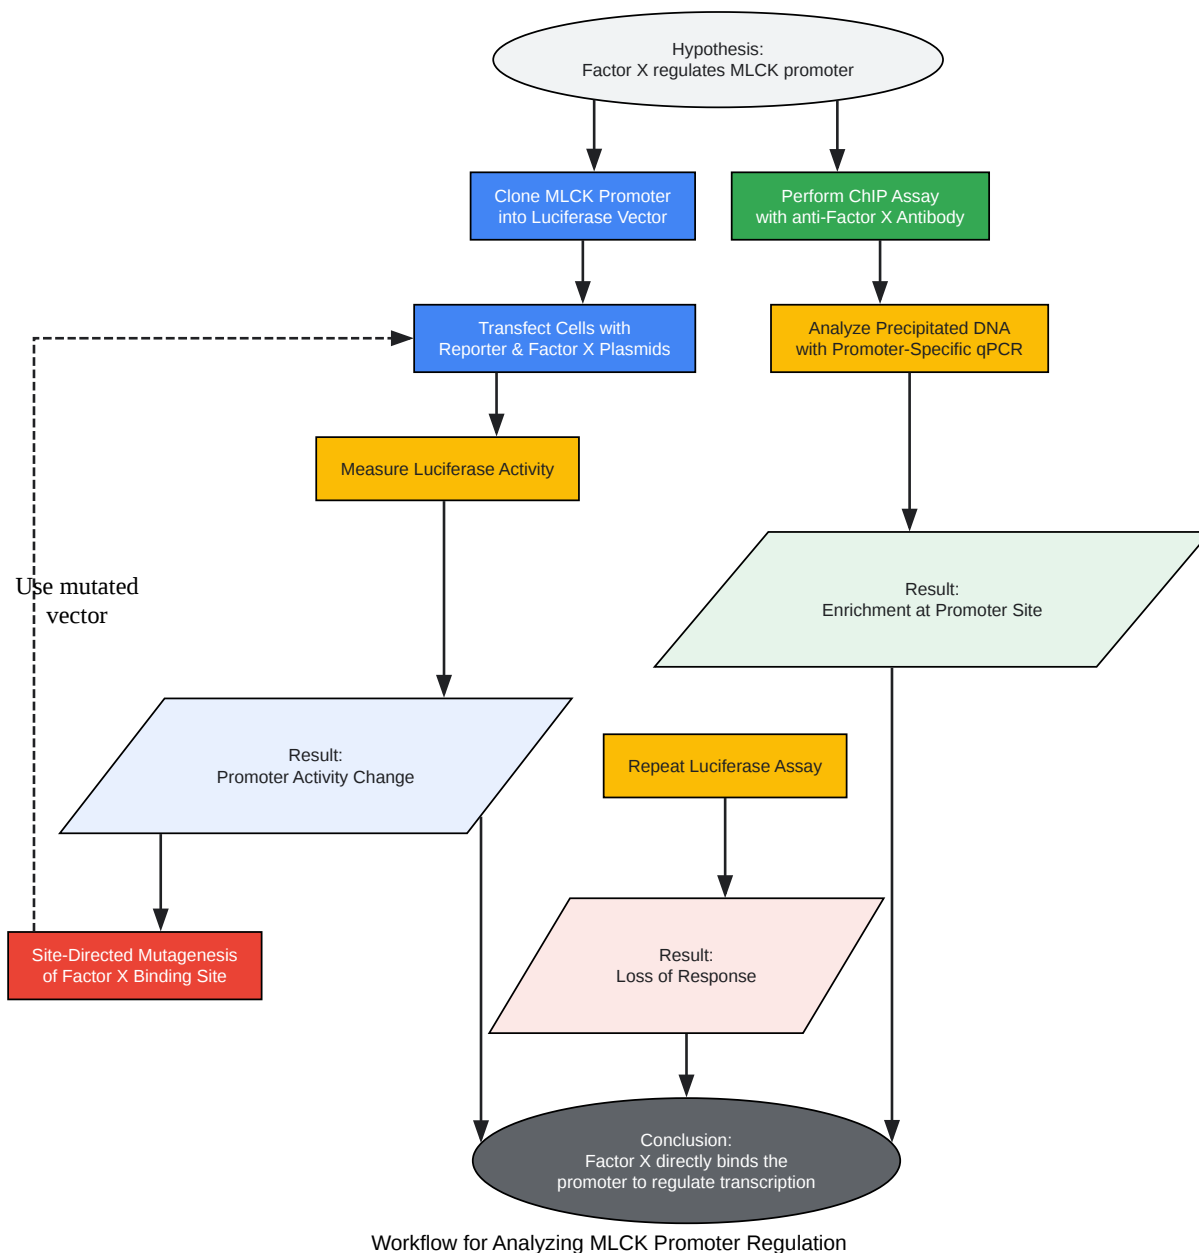 Hypothesis:
Factor X regulates MLCK promoter
Clone MLCK Promoter
into Luciferase Vector
Perform ChIP Assay
with anti-Factor X Antibody
Transfect Cells with
Reporter & Factor X Plasmids
Analyze Precipitated DNA
with Promoter-Specific qPCR
Measure Luciferase Activity
Use mutated
vector
Result:
Enrichment at Promoter Site
Result:
Promoter Activity Change
Repeat Luciferase Assay
Site-Directed Mutagenesis
of Factor X Binding Site
Result:
Loss of Response
Conclusion:
Factor X directly binds the
promoter to regulate transcription
Workflow for Analyzing MLCK Promoter Regulation